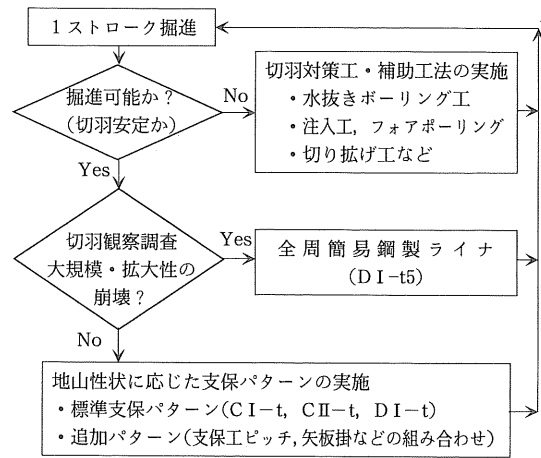 1ストローク掘進
掘進可能か?
(切羽安定か)
No
切羽対策工・補助工法の実施
・水抜きボーリング工
・注入工,フォアポーリング
・切り拡げ工など
Yes
切羽観察調査
大規模・拡大性の
崩壊?
Yes
全周簡易鋼製ライナ
(DⅠ−t5)
No
地山性状に応じた支保パターンの実施
・標準支保パターン(CⅠ−t, CⅡ−t, DⅠ−t)
・追加パターン(支保工ピッチ,矢板掛などの組み合わせ)